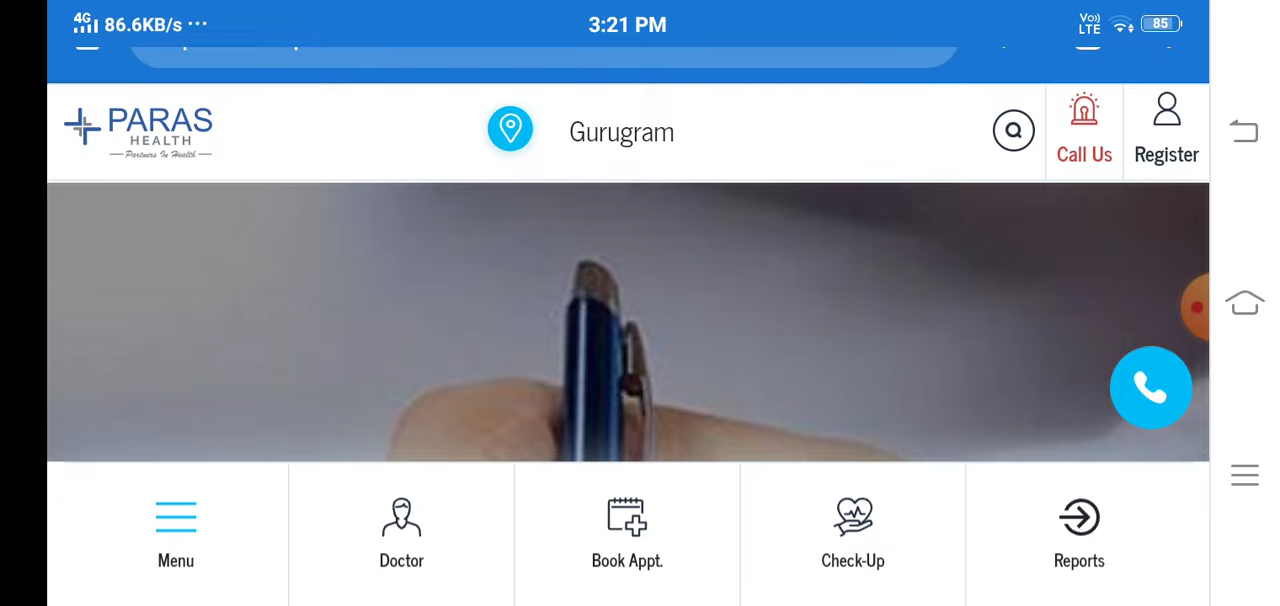 4G 86.6KB/s ... 3:21 PM Vo) LTE 85
PARAS
HEALTH
Partners In Health
Gurugram
Call Us
Register
Menu
Doctor
Book Appt.
Check-Up
Reports